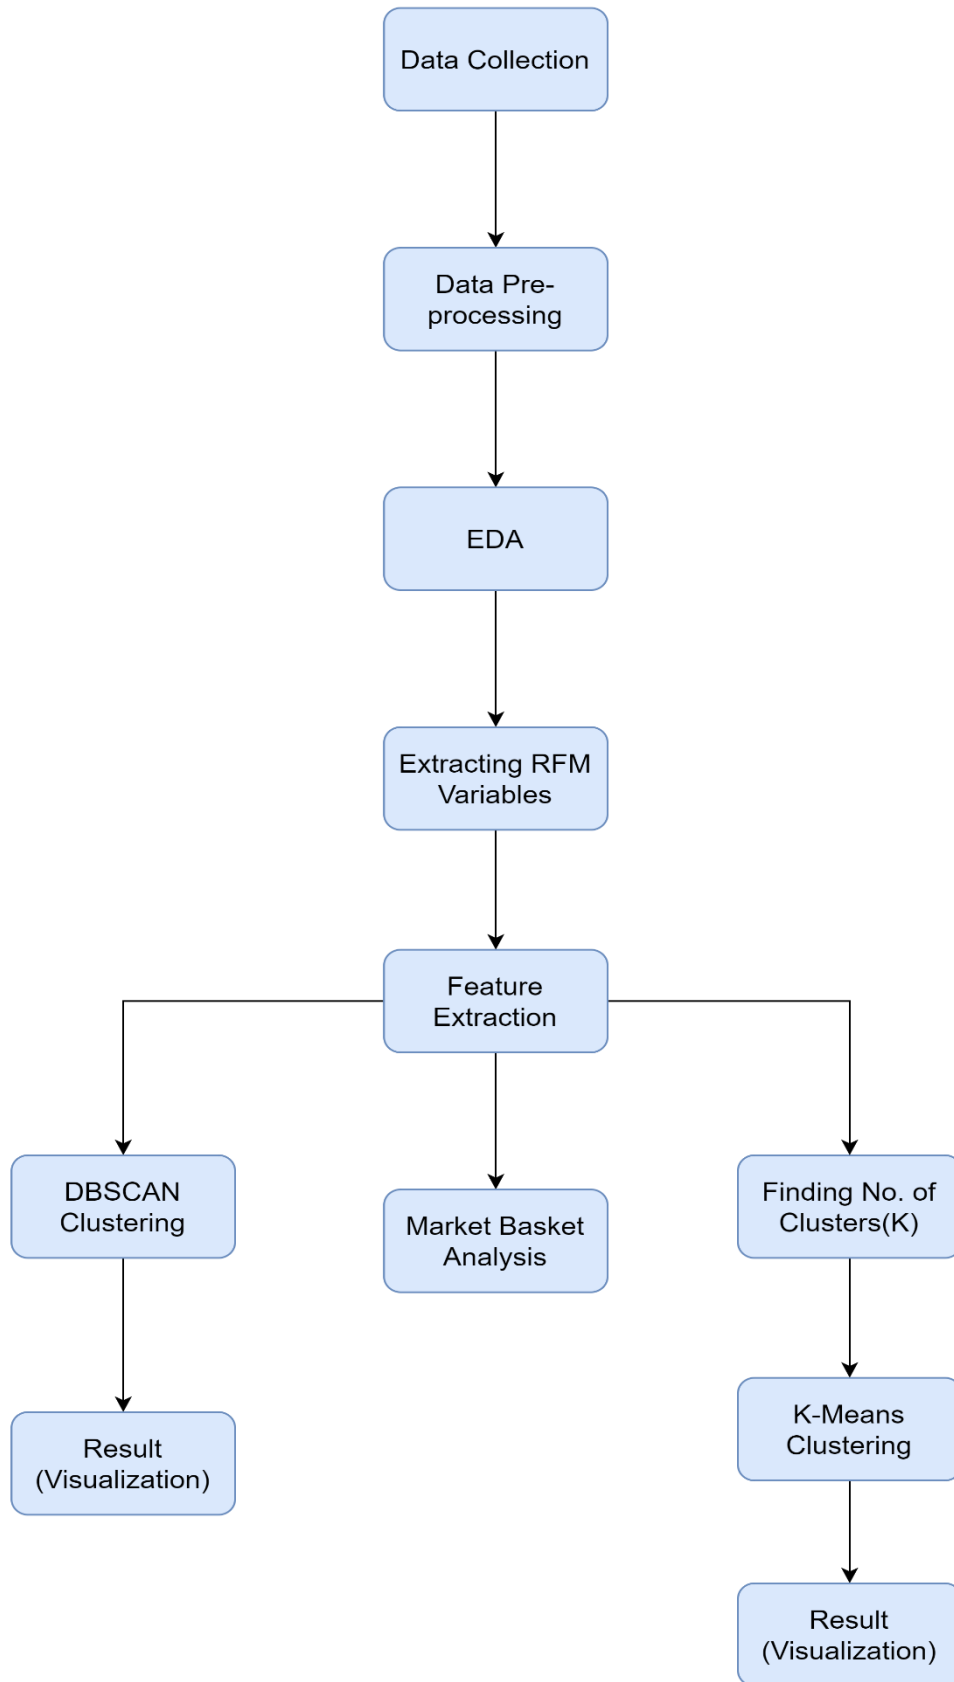 Data Collection
Data Pre-
processing
EDA
Extracting RFM
Variables
Feature
Extraction
DBSCAN
Clustering
Market Basket
Analysis
Finding No. of
Clusters(K)
Result
(Visualization)
K-Means
Clustering
Result
(Visualization)